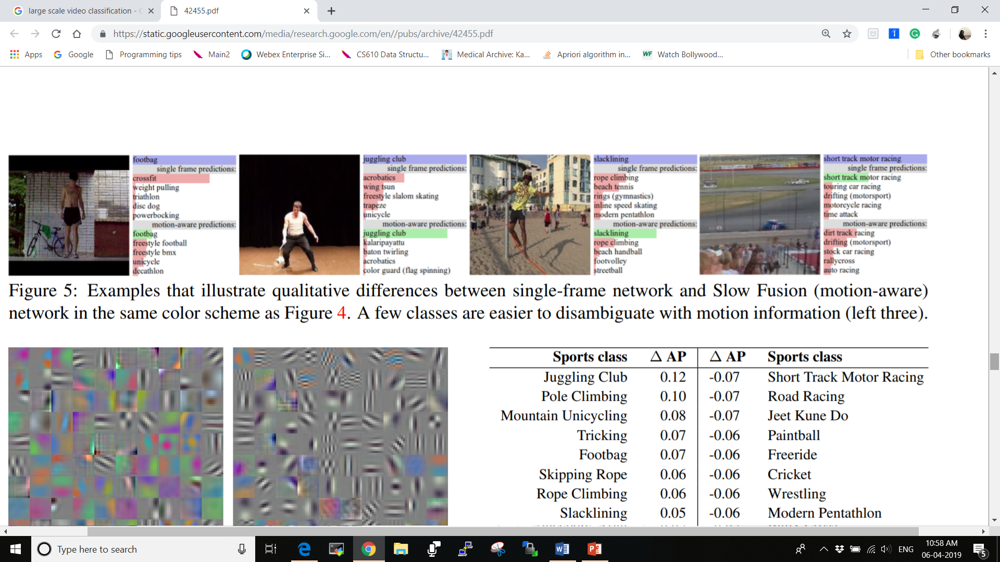 large scale video classification -
42455.pdf
https://static.googleusercontent.com/media/research.google.com/en//pubs/archive/42455.pdf
Apps
Google
Programming tips
Main2
Webex Enterprise Si...
CS610 Data Structu...
Medical Archive: Ka...
Apriori algorithm in...
WF
Watch Bollywood...
Other bookmarks
footbag
single frame predictions:
crossfit
weight pulling
triathlon
disc dog
powerbocking
motion-aware predictions:
footbag
freestyle football
freestyle bmx
unicycle
decathlon
juggling club
single frame predictions:
acrobatics
wing tsun
freestyle slalom skating
trapeze
unicycle
motion-aware predictions:
juggling club
kalaripayattu
baton twirling
acrobatics
color guard (flag spinning)
slacklining
single frame predictions:
rope climbing
beach tennis
rings (gymnastics)
inline speed skating
modern pentathlon
motion-aware predictions:
slacklining
rope climbing
beach handball
footvolley
streetball
short track motor racing
single frame predictions:
short track motor racing
touring car racing
drifting (motorsport)
motorcycle racing
time attack
motion-aware predictions:
dirt track racing
drifting (motorsport)
stock car racing
rallycross
auto racing
Figure 5: Examples that illustrate qualitative differences between single-frame network and Slow Fusion (motion-aware)
network in the same color scheme as Figure 4. A few classes are easier to disambiguate with motion information (left three).
Sports class Δ AP Δ AP Sports class
Juggling Club 0.12 -0.07 Short Track Motor Racing
Pole Climbing 0.10 -0.07 Road Racing
Mountain Unicycling 0.08 -0.07 Jeet Kune Do
Tricking 0.07 -0.06 Paintball
Footbag 0.07 -0.06 Freeride
Skipping Rope 0.06 -0.06 Cricket
Rope Climbing 0.06 -0.06 Wrestling
Slacklining 0.05 -0.06 Modern Pentathlon
Type here to search
ENG
10:58 AM
06-04-2019
5